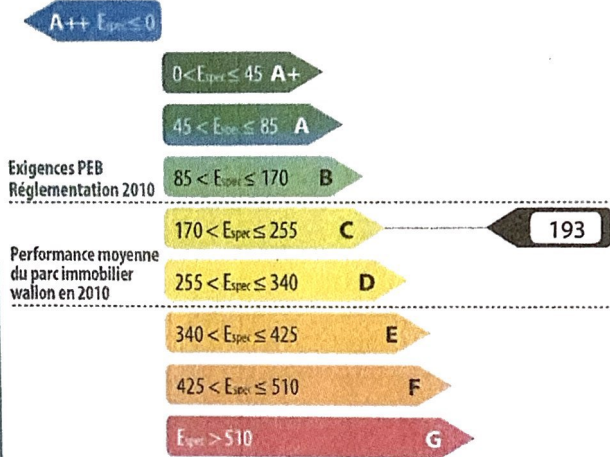 A++ Espec ≤ 0
0 < Espec ≤ 45 A+
45 < Espec ≤ 85 A
Exigences PEB
Réglementation 2010
85 < Espec ≤ 170 B
170 < Espec ≤ 255 C
193
Performance moyenne
du parc immobilier
wallon en 2010
255 < Espec ≤ 340 D
340 < Espec ≤ 425 E
425 < Espec ≤ 510 F
Espec > 510 G